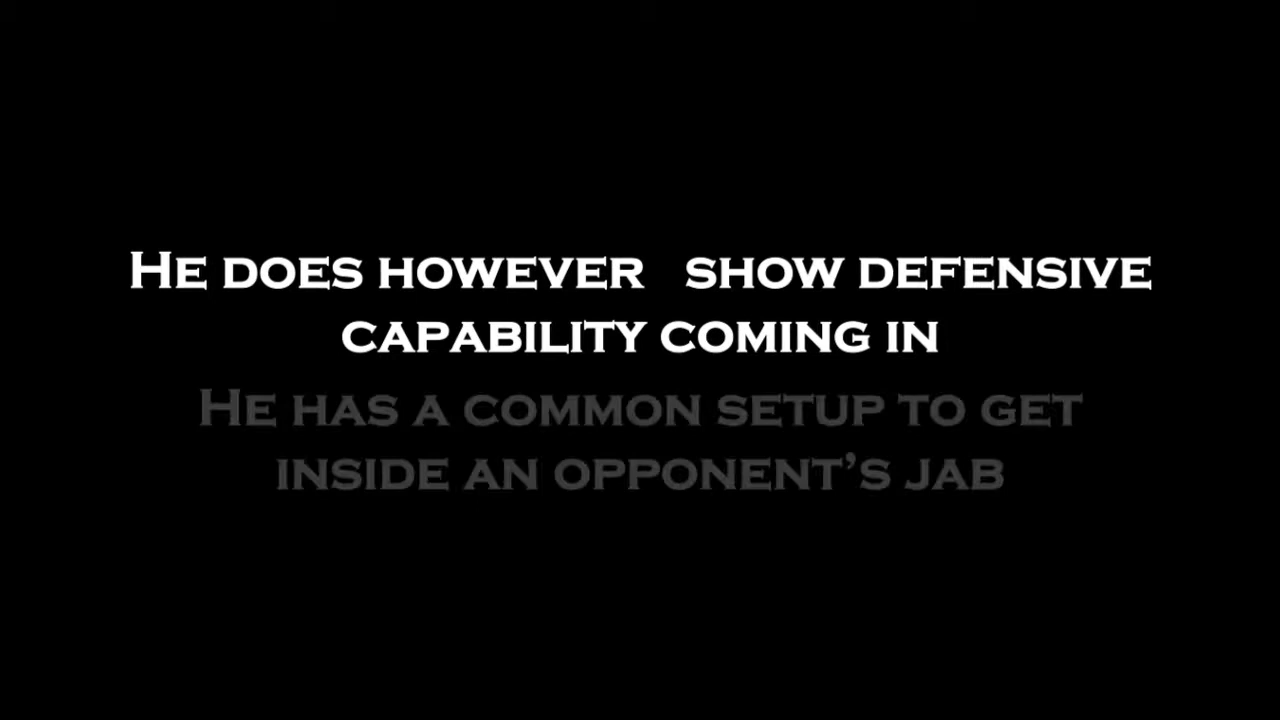 He does however   show defensive
capability coming in
He has a common setup to get
inside an opponent’s jab